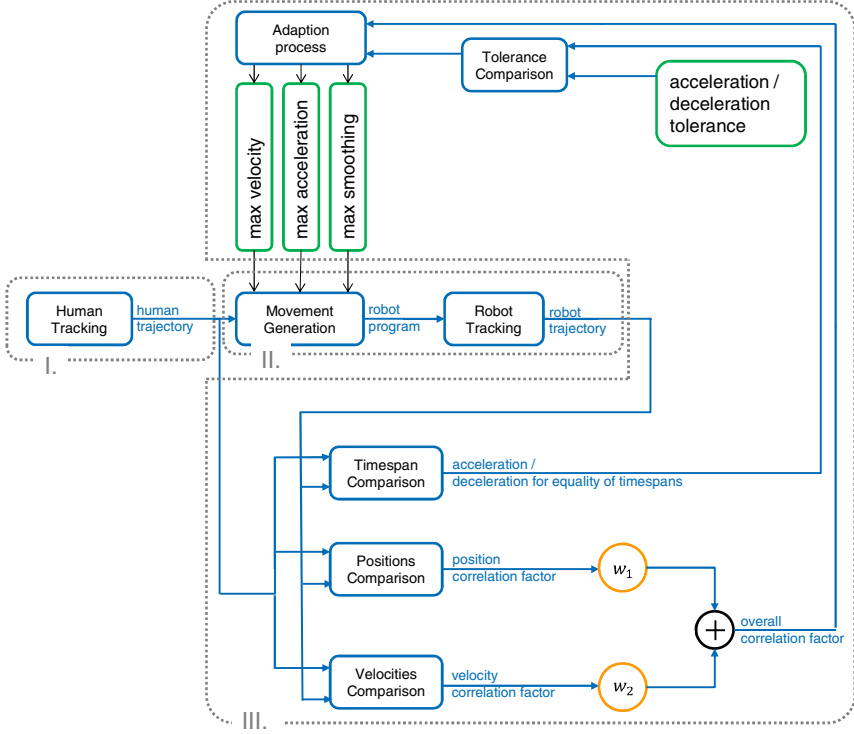 Adaption
process
Tolerance
Comparison
acceleration /
deceleration
tolerance
max velocity
max acceleration
max smoothing
Human
Tracking
human
trajectory
Movement
Generation
robot
program
Robot
Tracking
robot
trajectory
I.
II.
Timespan
Comparison
acceleration /
deceleration for equality of timespans
Positions
Comparison
position
correlation factor
w₁
+
overall
correlation factor
Velocities
Comparison
velocity
correlation factor
w₂
III.